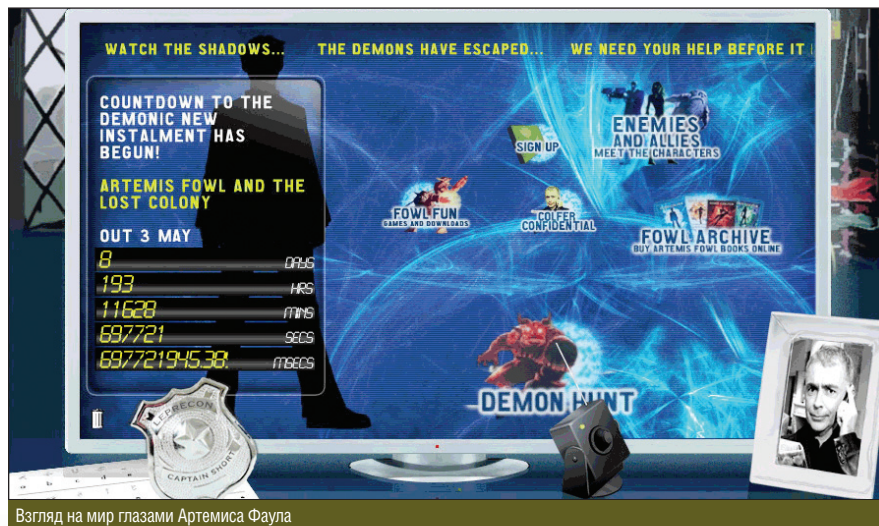 WATCH THE SHADOWS... THE DEMONS HAVE ESCAPED... WE NEED YOUR HELP BEFORE IT
COUNTDOWN TO THE
DEMONIC NEW
INSTALMENT HAS
BEGUN!
ARTEMIS FOWL AND THE
LOST COLONY
OUT 3 MAY
8 DAYS
193 HRS
11628 MINS
697721 SECS
697721945.38 MSECS
SIGN UP
ENEMIES
AND ALLIES
MEET THE CHARACTERS
FOWL FUN
GAMES AND DOWNLOADS
COLFER
CONFIDENTIAL
FOWL ARCHIVE
BUY ARTEMIS FOWL BOOKS ONLINE
DEMON HUNT
LEPRECON
CAPTAIN SHORT
Взгляд на мир глазами Артемиса Фаула